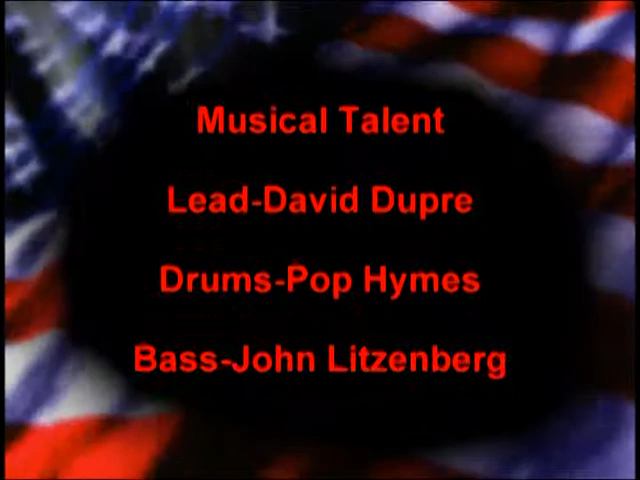 Musical Talent
Lead-David Dupre
Drums-Pop Hymes
Bass-John Litzenberg